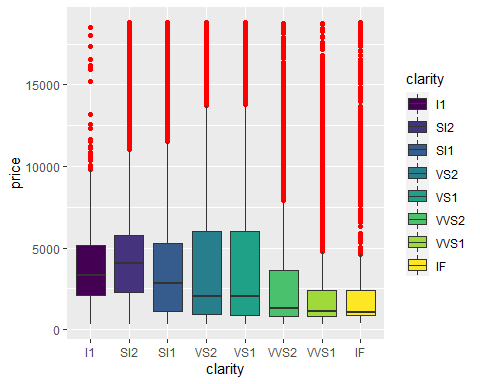 15000
10000
5000
0
price
I1 SI2 SI1 VS2 VS1 VVS2 VVS1 IF
clarity
clarity
I1
SI2
SI1
VS2
VS1
VVS2
VVS1
IF